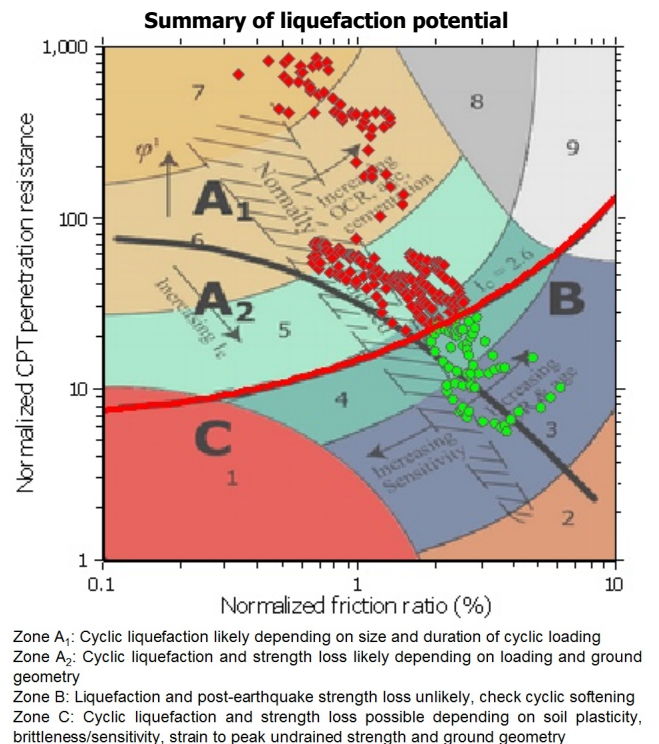 Summary of liquefaction potential
Normalized CPT penetration resistance
1,000
100
10
1
7
8
9
φ'
Normally
Increasing
OCR, age,
cementation
A1
6
A2
Increasing Ic
5
Ic = 2.6
B
4
Increasing
OCR & age
C
1
Increasing
Sensitivity
3
2
0.1
1
10
Normalized friction ratio (%)
Zone A1: Cyclic liquefaction likely depending on size and duration of cyclic loading
Zone A2: Cyclic liquefaction and strength loss likely depending on loading and ground
geometry
Zone B: Liquefaction and post-earthquake strength loss unlikely, check cyclic softening
Zone C: Cyclic liquefaction and strength loss possible depending on soil plasticity,
brittleness/sensitivity, strain to peak undrained strength and ground geometry